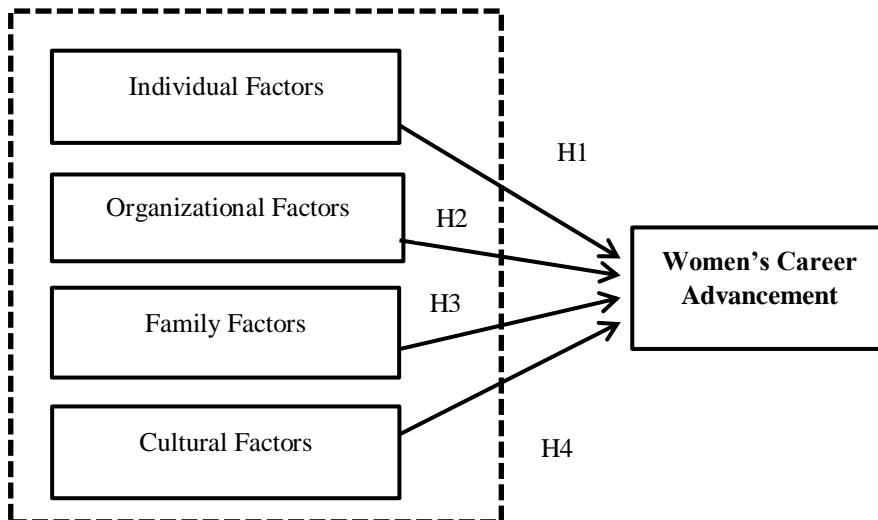 Individual Factors
H1
Organizational Factors
H2
Women’s Career
Advancement
Family Factors
H3
Cultural Factors
H4